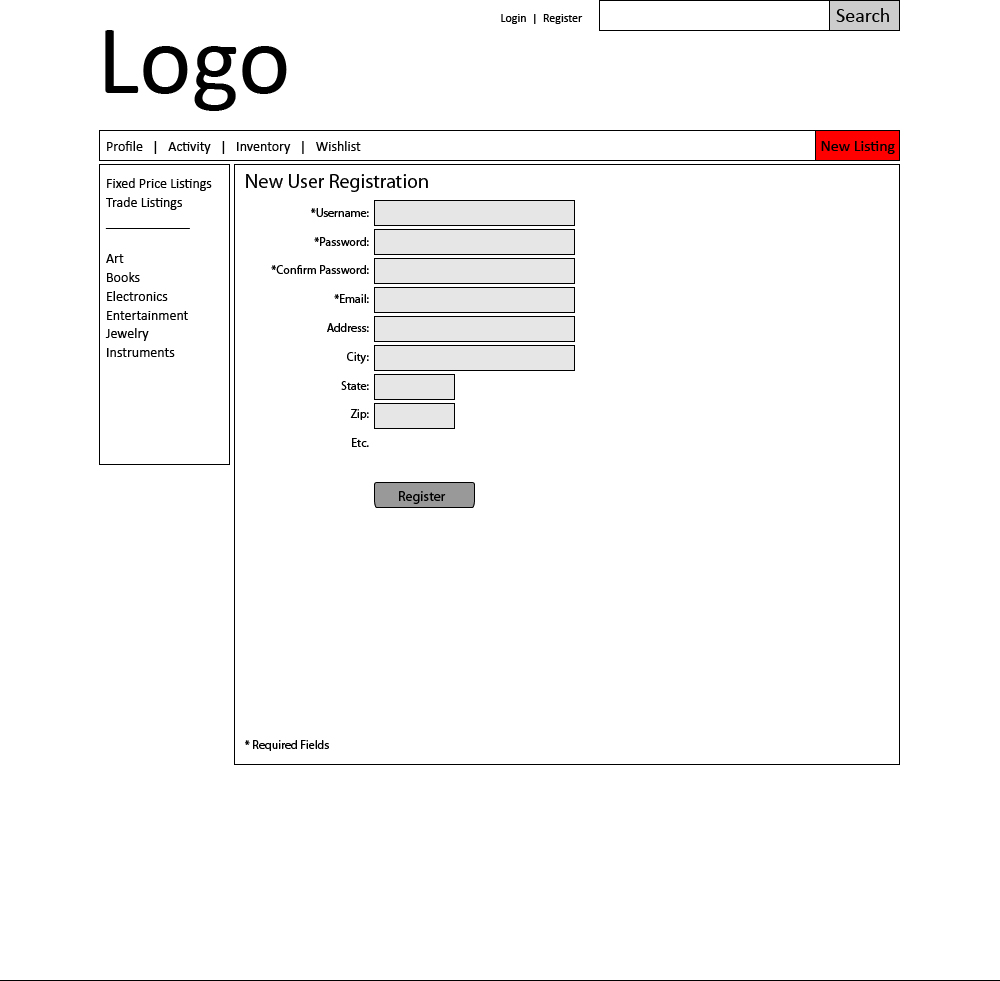 Login | Register
Search
Logo
Profile | Activity | Inventory | Wishlist
New Listing
Fixed Price Listings
Trade Listings
Art
Books
Electronics
Entertainment
Jewelry
Instruments
New User Registration
*Username:
*Password:
*Confirm Password:
*Email:
Address:
City:
State:
Zip:
Etc.
Register
* Required Fields